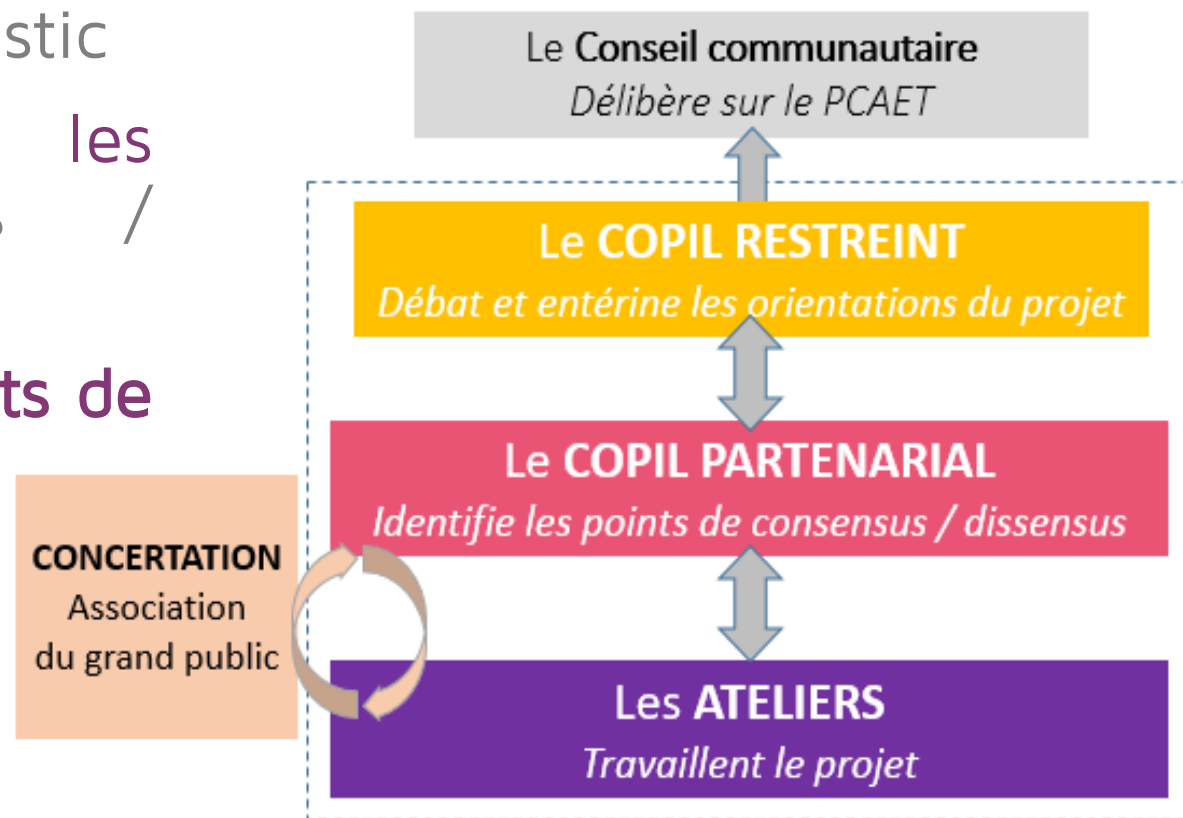 stic
les
/
ts de
Le Conseil communautaire
Délibère sur le PCAET
Le COPIL RESTREINT
Débat et entérine les orientations du projet
Le COPIL PARTENARIAL
Identifie les points de consensus / dissensus
CONCERTATION
Association
du grand public
Les ATELIERS
Travaillent le projet